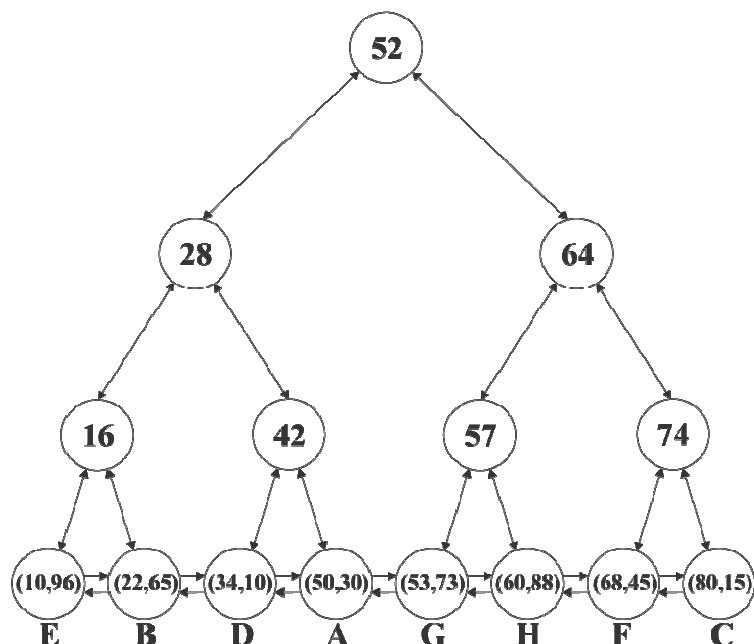 52
28 64
16 42 57 74
(10,96) (22,65) (34,10) (50,30) (53,73) (60,88) (68,45) (80,15)
E B D A G H F C